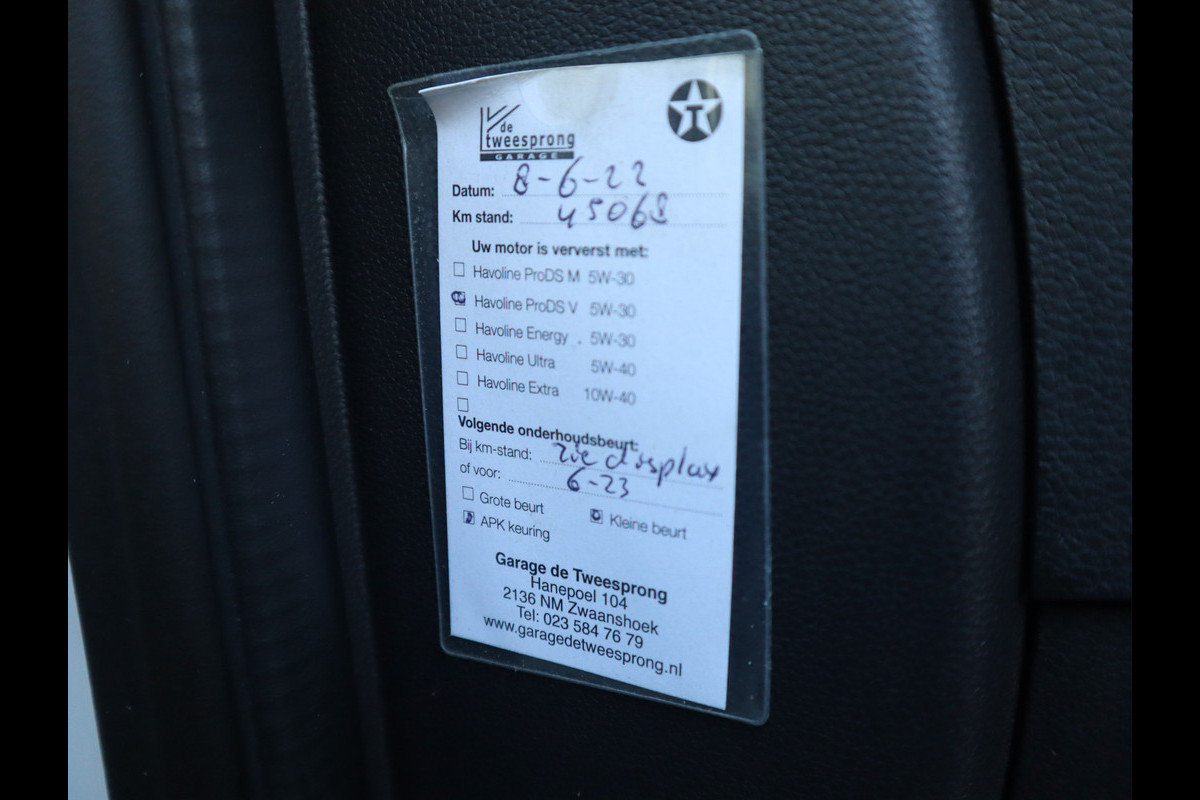 de
tweesprong
GARAGE
T
Datum: 8-6-22
Km stand: 45068
Uw motor is ververst met:
Havoline ProDS M 5W-30
Havoline ProDS V 5W-30
Havoline Energy 5W-30
Havoline Ultra 5W-40
Havoline Extra 10W-40
Volgende onderhoudsbeurt:
Bij km-stand: zie display
of voor: 6-23
Grote beurt Kleine beurt
APK keuring
Garage de Tweesprong
Hanepoel 104
2136 NM Zwaanshoek
Tel: 023 584 76 79
www.garagedetweesprong.nl